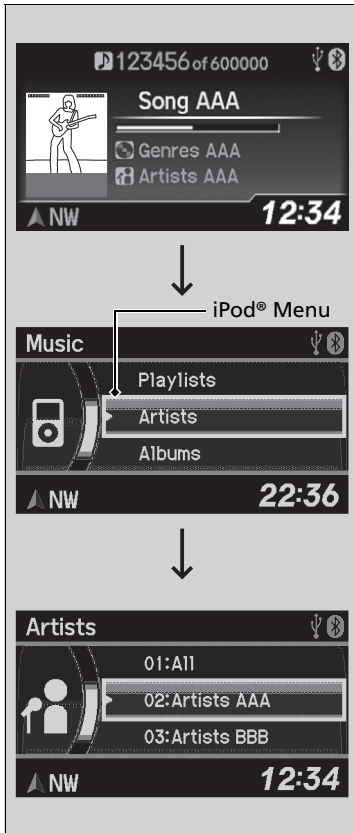 123456 of 600000
Song AAA
Genres AAA
Artists AAA
NW 12:34
iPod® Menu
Music
Playlists
Artists
Albums
NW 22:36
Artists
01:All
02:Artists AAA
03:Artists BBB
NW 12:34